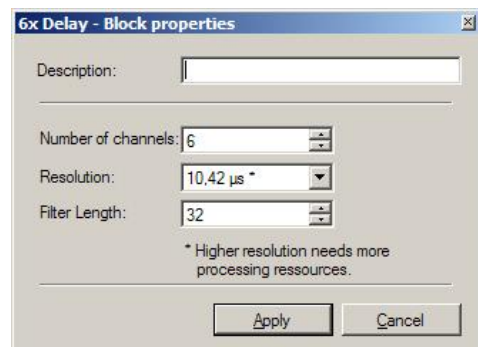 6x Delay - Block properties
Description:
Number of channels: 6
Resolution: 10,42 µs *
Filter Length: 32
* Higher resolution needs more
processing ressources.
Apply Cancel